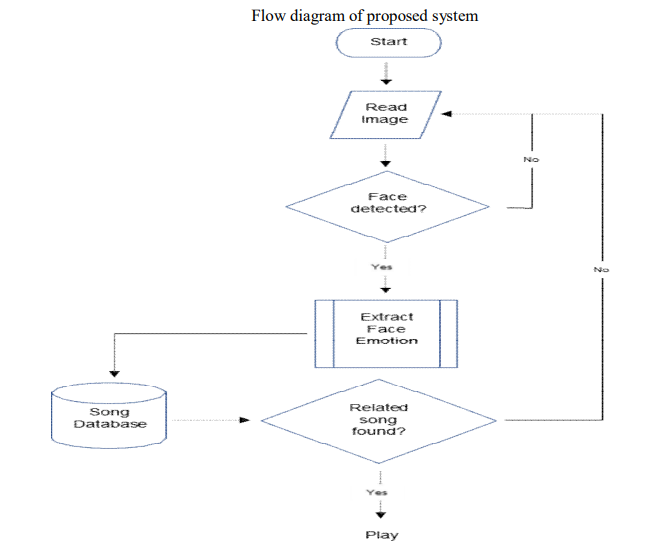 Flow diagram of proposed system
Start
Read
Image
No
Face
detected?
Yes
No
Extract
Face
Emotion
Song
Database
Related
song
found?
Yes
Play